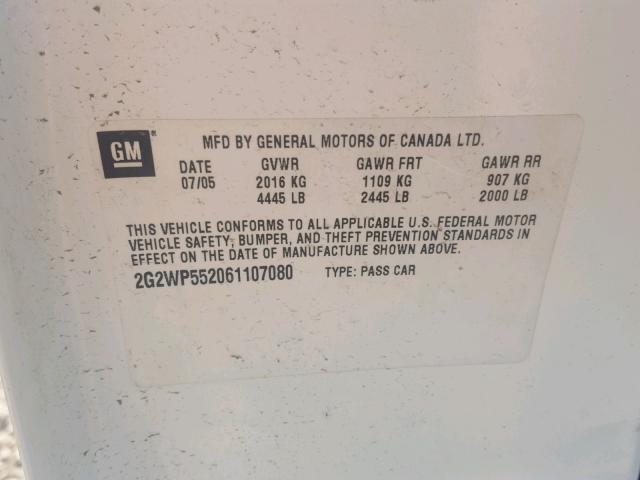 GM
MFD BY GENERAL MOTORS OF CANADA LTD.
DATE GVWR GAWR FRT GAWR RR
07/05 2016 KG 1109 KG 907 KG
4445 LB 2445 LB 2000 LB
THIS VEHICLE CONFORMS TO ALL APPLICABLE U.S. FEDERAL MOTOR
VEHICLE SAFETY, BUMPER, AND THEFT PREVENTION STANDARDS IN
EFFECT ON THE DATE OF MANUFACTURE SHOWN ABOVE.
2G2WP552061107080 TYPE: PASS CAR